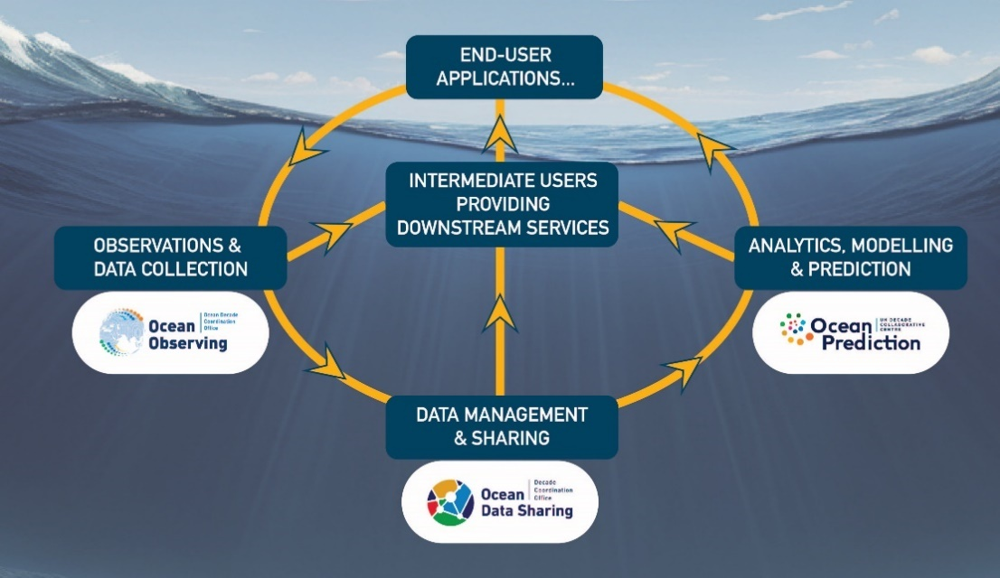 END-USER
APPLICATIONS...
INTERMEDIATE USERS
PROVIDING
DOWNSTREAM SERVICES
OBSERVATIONS &
DATA COLLECTION
ANALYTICS, MODELLING
& PREDICTION
Ocean
Observing
Ocean Decade
Coordination
Office
Ocean
Prediction
UN DECADE
COLLABORATIVE
CENTRE
DATA MANAGEMENT
& SHARING
Ocean
Data Sharing
Decade
Coordination
Office